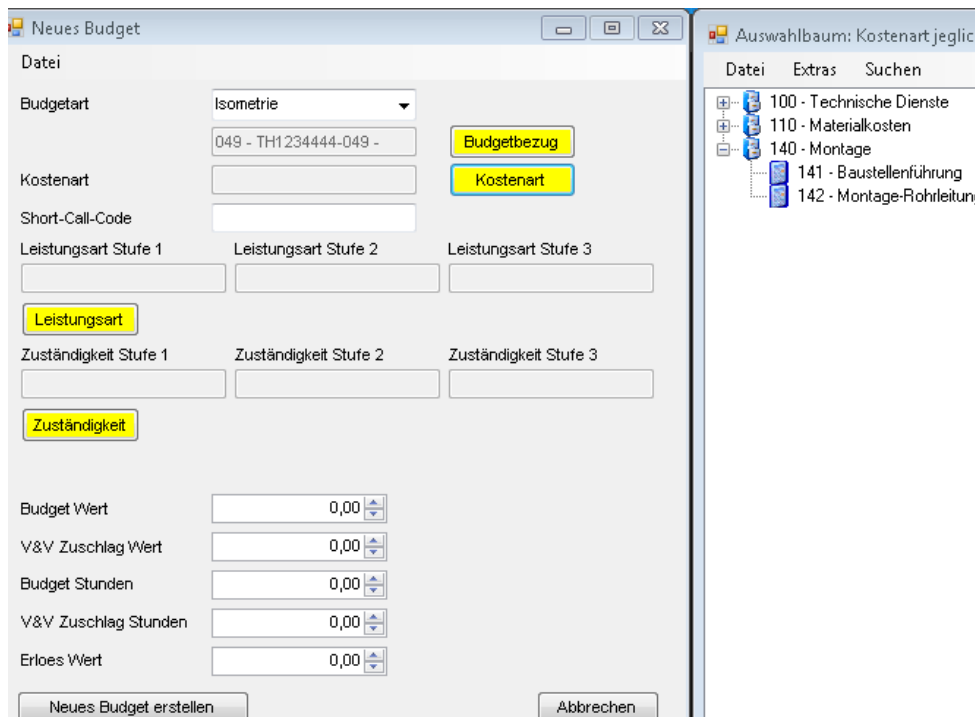 Neues Budget
Datei
Budgetart Isometrie
049 - TH1234444-049 - Budgetbezug
Kostenart Kostenart
Short-Call-Code
Leistungsart Stufe 1 Leistungsart Stufe 2 Leistungsart Stufe 3
Leistungsart
Zuständigkeit Stufe 1 Zuständigkeit Stufe 2 Zuständigkeit Stufe 3
Zuständigkeit
Budget Wert 0,00
V&V Zuschlag Wert 0,00
Budget Stunden 0,00
V&V Zuschlag Stunden 0,00
Erloes Wert 0,00
Neues Budget erstellen Abbrechen
Auswahlbaum: Kostenart jeglic
Datei Extras Suchen
100 - Technische Dienste
110 - Materialkosten
140 - Montage
141 - Baustellenführung
142 - Montage-Rohrleitung